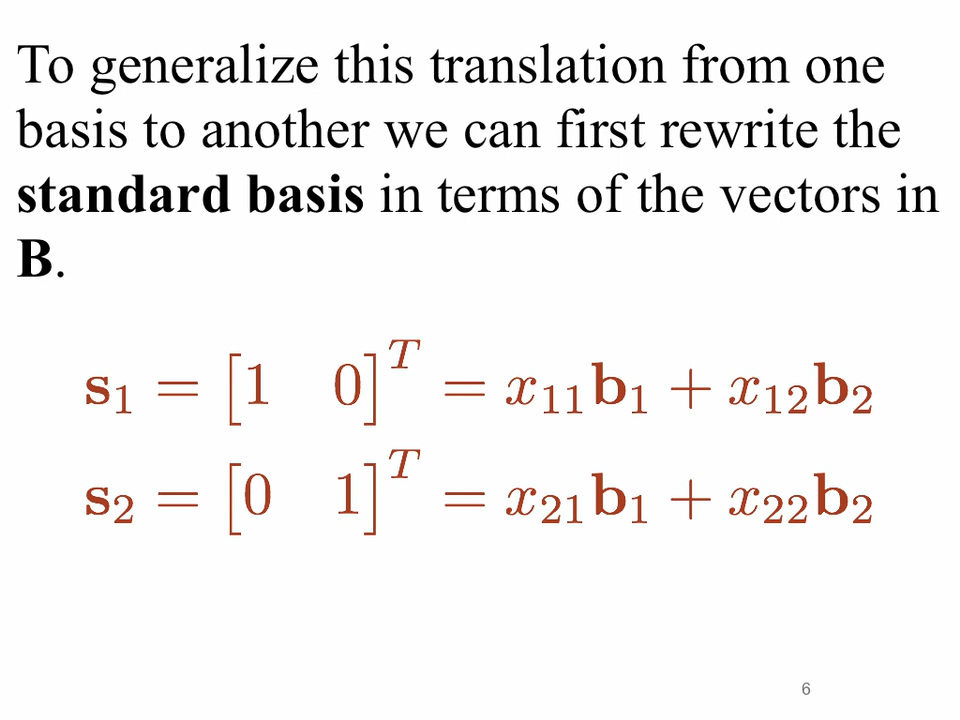 To generalize this translation from one
basis to another we can first rewrite the
standard basis in terms of the vectors in
B.
s₁ = [1 0]ᵀ = x₁₁b₁ + x₁₂b₂
s₂ = [0 1]ᵀ = x₂₁b₁ + x₂₂b₂
6